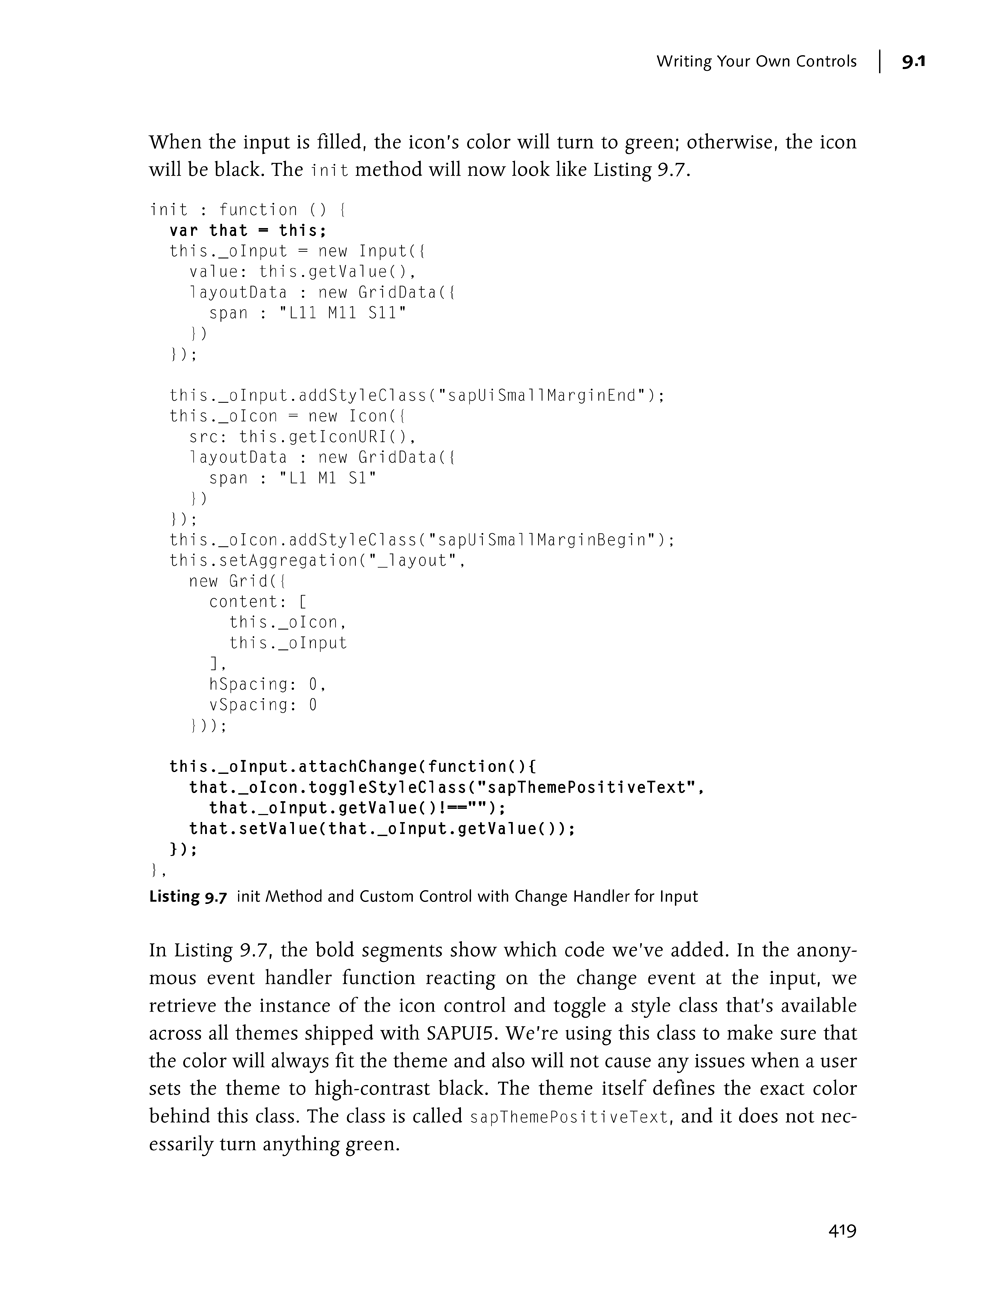 Writing Your Own Controls | 9.1
When the input is filled, the icon's color will turn to green; otherwise, the icon
will be black. The init method will now look like Listing 9.7.
init : function () {
  var that = this;
  this._oInput = new Input({
    value: this.getValue(),
    layoutData : new GridData({
      span : "L11 M11 S11"
    })
  });
  this._oInput.addStyleClass("sapUiSmallMarginEnd");
  this._oIcon = new Icon({
    src: this.getIconURI(),
    layoutData : new GridData({
      span : "L1 M1 S1"
    })
  });
  this._oIcon.addStyleClass("sapUiSmallMarginBegin");
  this.setAggregation("_layout",
    new Grid({
      content: [
        this._oIcon,
        this._oInput
      ],
      hSpacing: 0,
      vSpacing: 0
    }));
  this._oInput.attachChange(function(){
    that._oIcon.toggleStyleClass("sapThemePositiveText",
      that._oInput.getValue()!=="");
    that.setValue(that._oInput.getValue());
  });
},
Listing 9.7 init Method and Custom Control with Change Handler for Input
In Listing 9.7, the bold segments show which code we've added. In the anony-
mous event handler function reacting on the change event at the input, we
retrieve the instance of the icon control and toggle a style class that's available
across all themes shipped with SAPUI5. We're using this class to make sure that
the color will always fit the theme and also will not cause any issues when a user
sets the theme to high-contrast black. The theme itself defines the exact color
behind this class. The class is called sapThemePositiveText, and it does not nec-
essarily turn anything green.
419